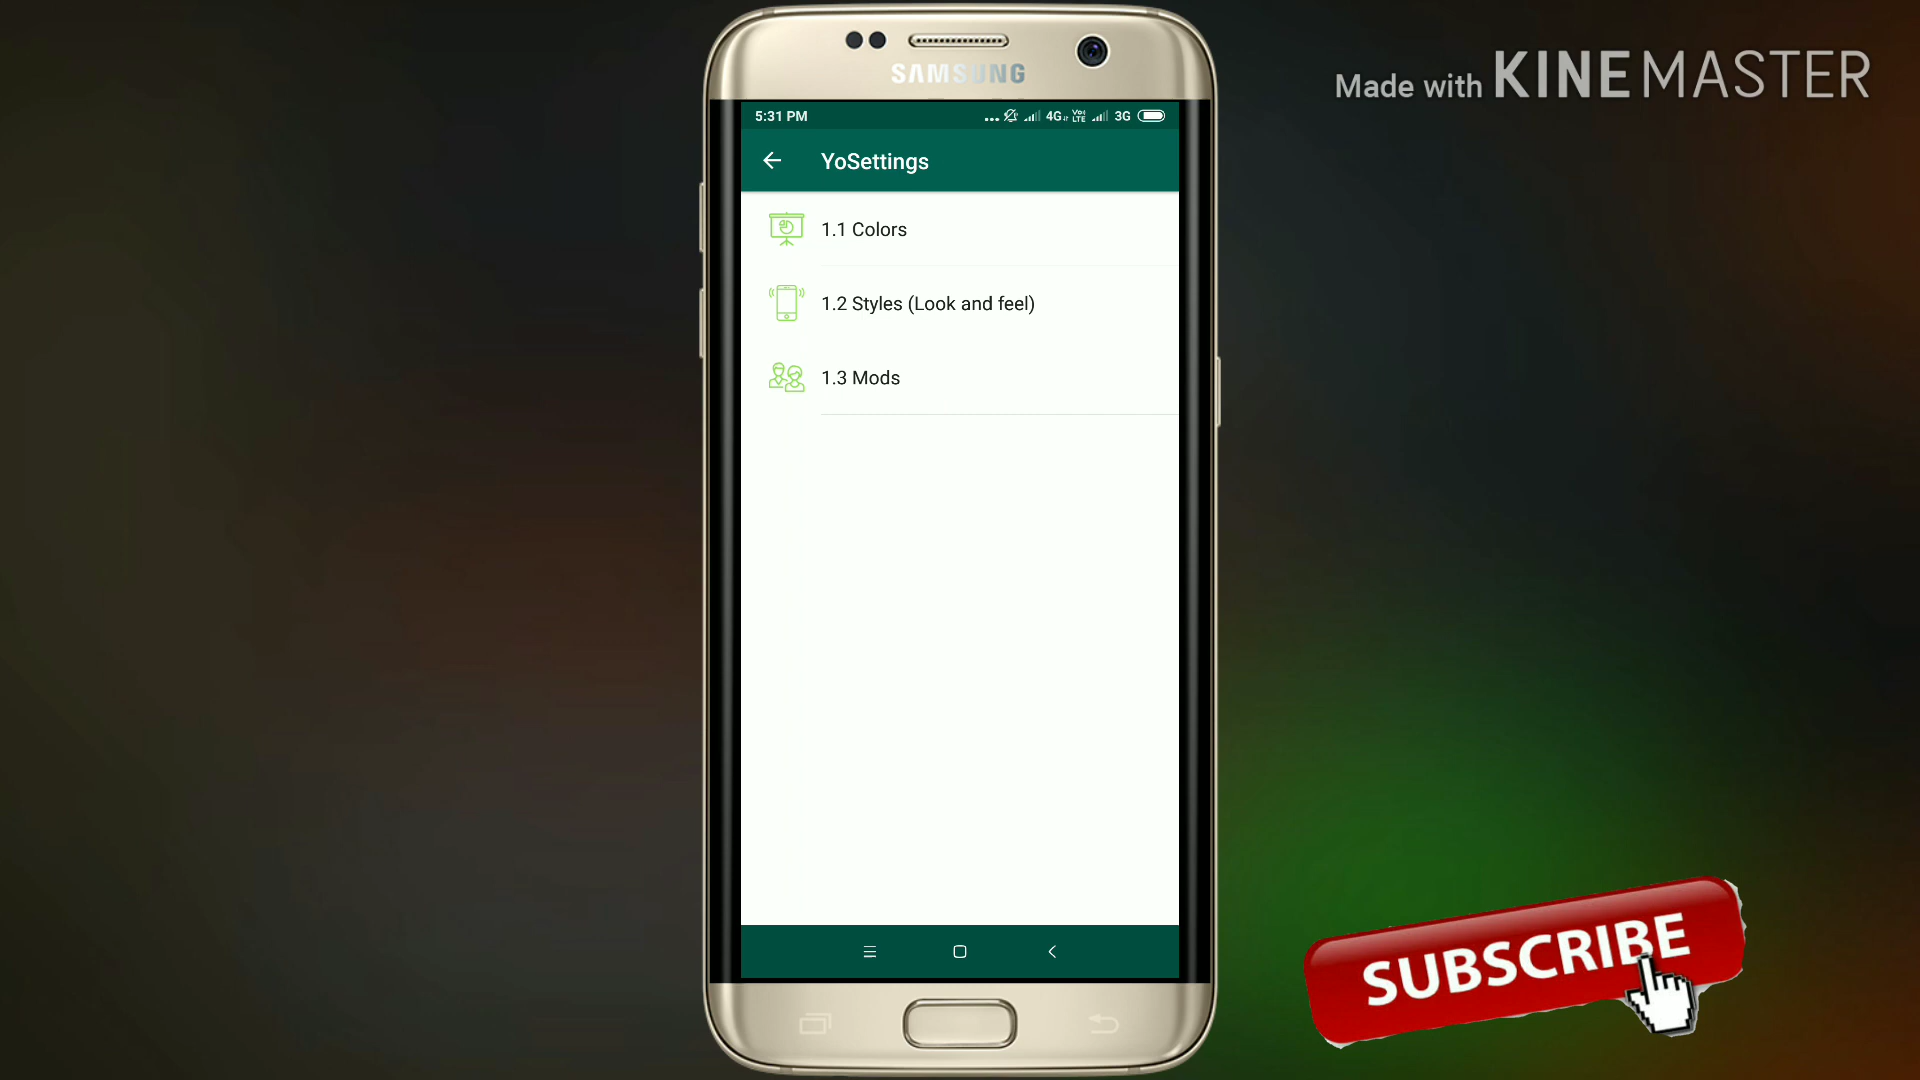 Made with KINEMASTER
SAMSUNG
5:31 PM ... 4G VoLTE 3G
YoSettings
1.1 Colors
1.2 Styles (Look and feel)
1.3 Mods
SUBSCRIBE